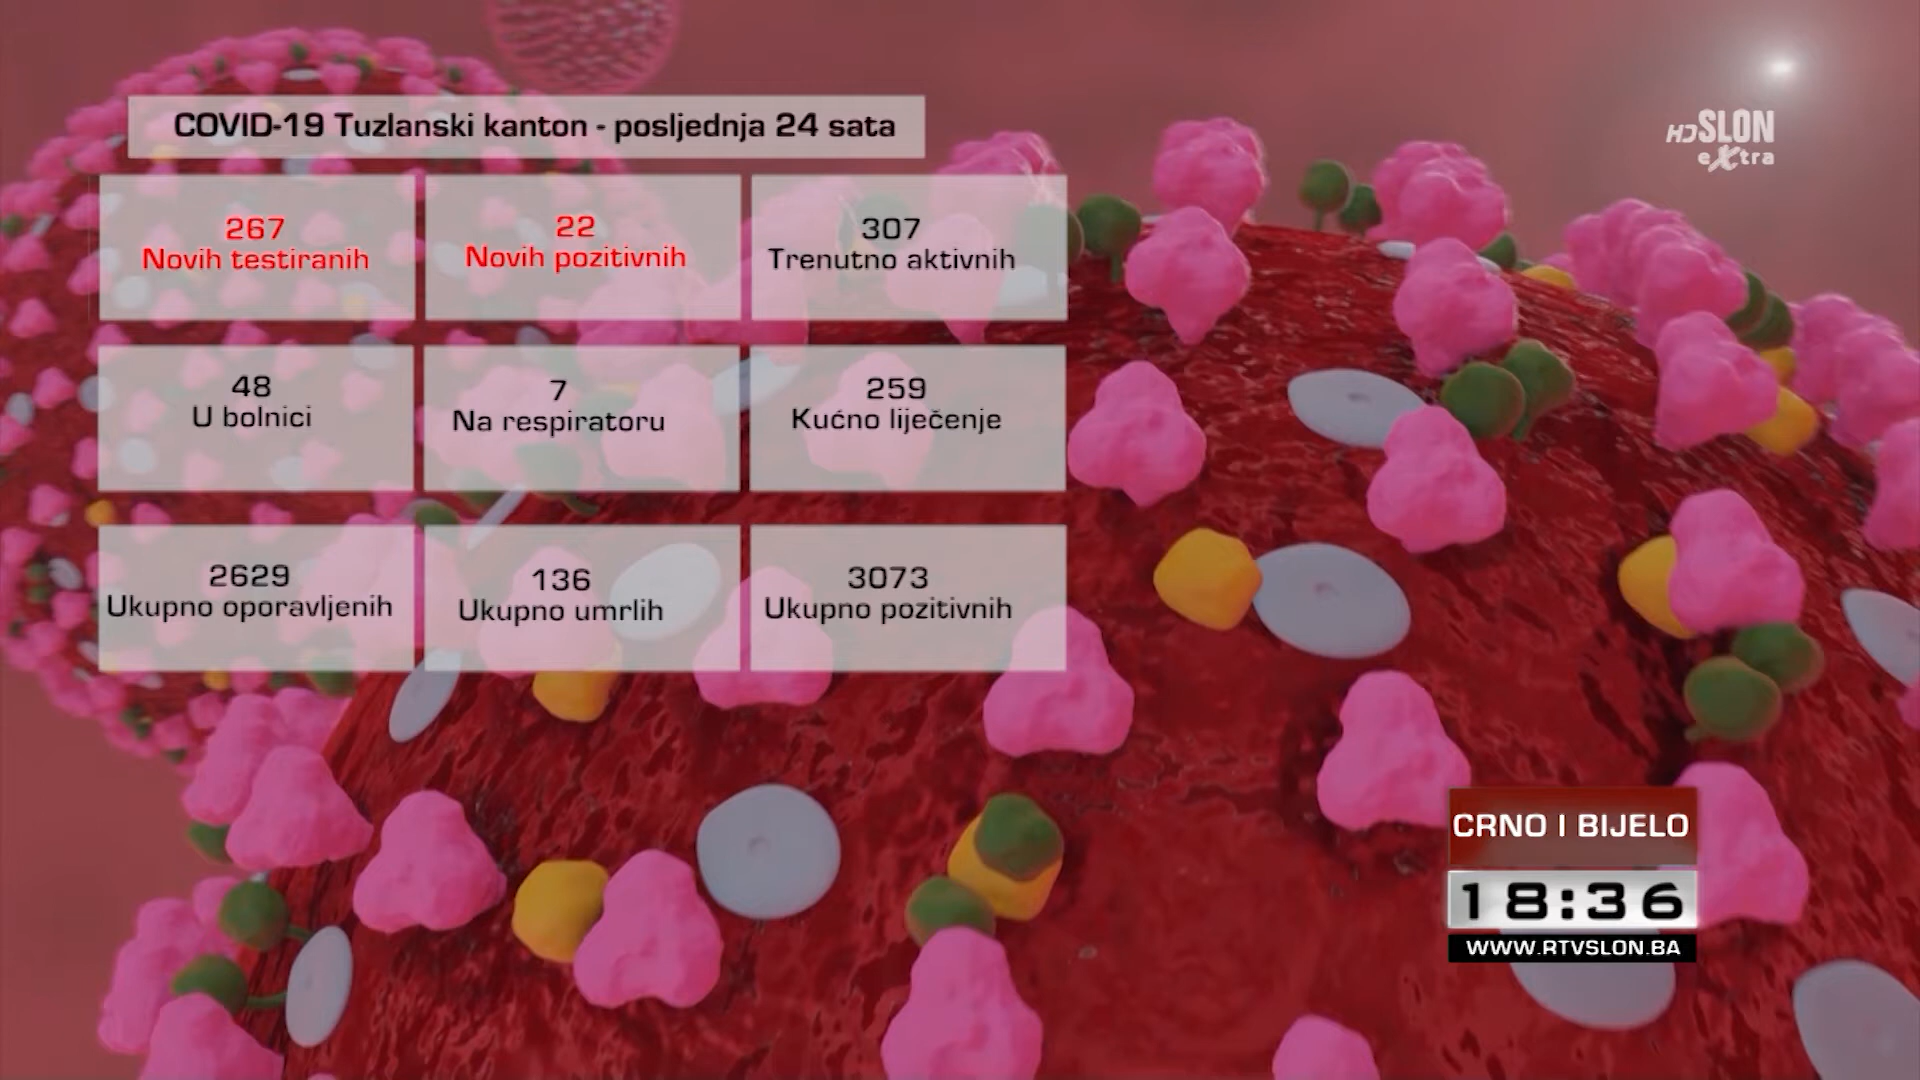 COVID-19 Tuzlanski kanton - posljednja 24 sata
HD SLON
extra
267
Novih testiranih
22
Novih pozitivnih
307
Trenutno aktivnih
48
U bolnici
7
Na respiratoru
259
Kućno liječenje
2629
Ukupno oporavljenih
136
Ukupno umrlih
3073
Ukupno pozitivnih
CRNO I BIJELO
18:36
WWW.RTVSLON.BA